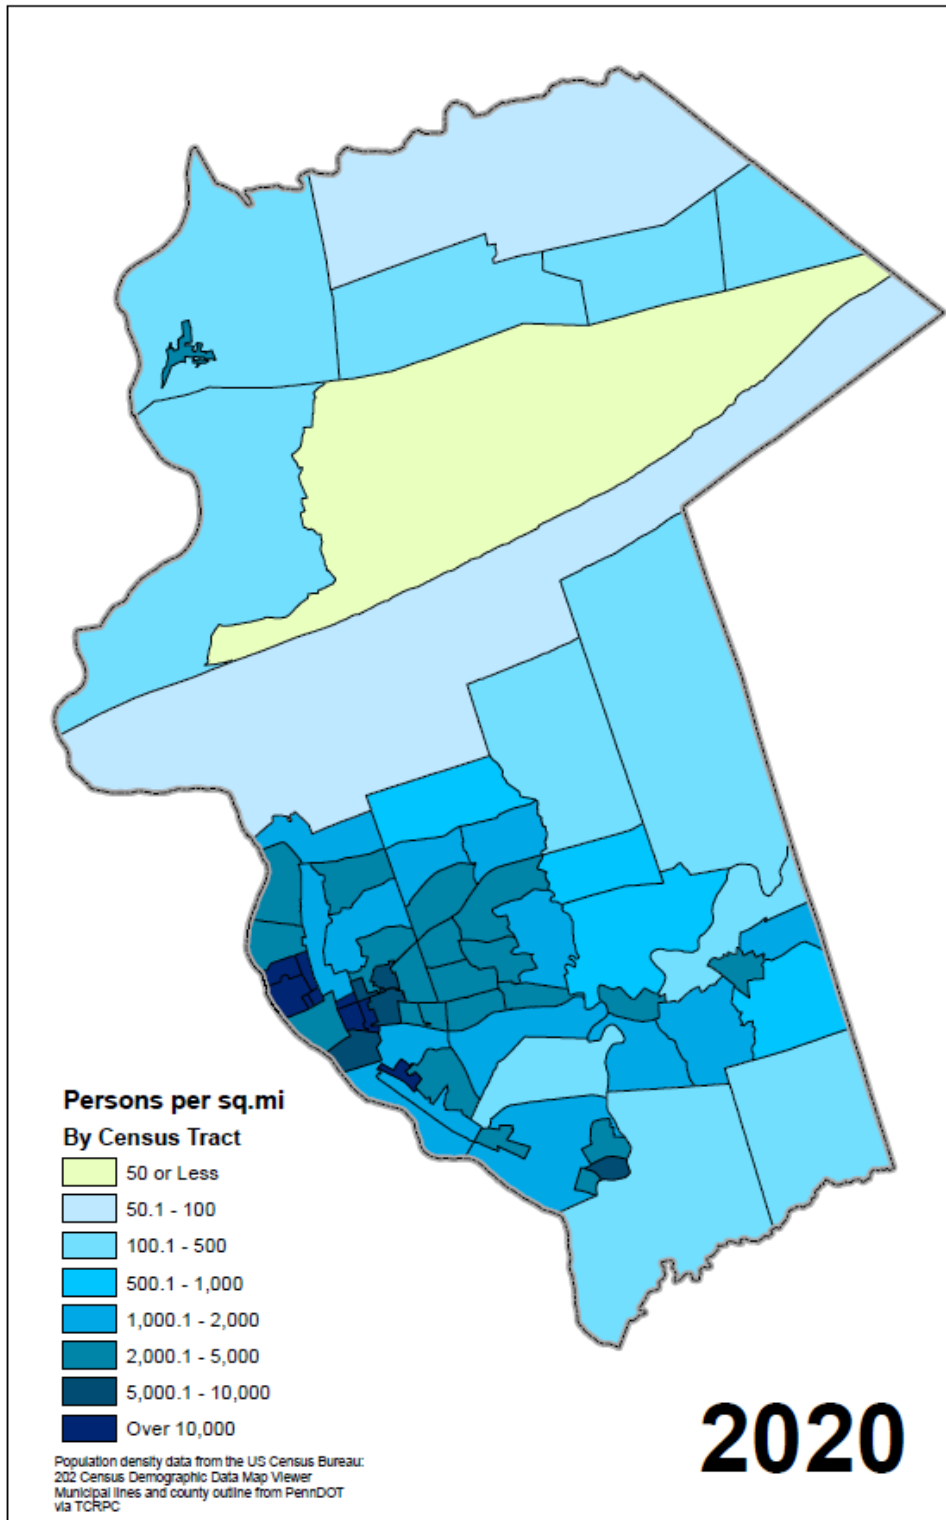 Persons per sq.mi
By Census Tract
50 or Less
50.1 - 100
100.1 - 500
500.1 - 1,000
1,000.1 - 2,000
2,000.1 - 5,000
5,000.1 - 10,000
Over 10,000
Population density data from the US Census Bureau:
202 Census Demographic Data Map Viewer
Municipal lines and county outline from PennDOT
via TCRPC
2020